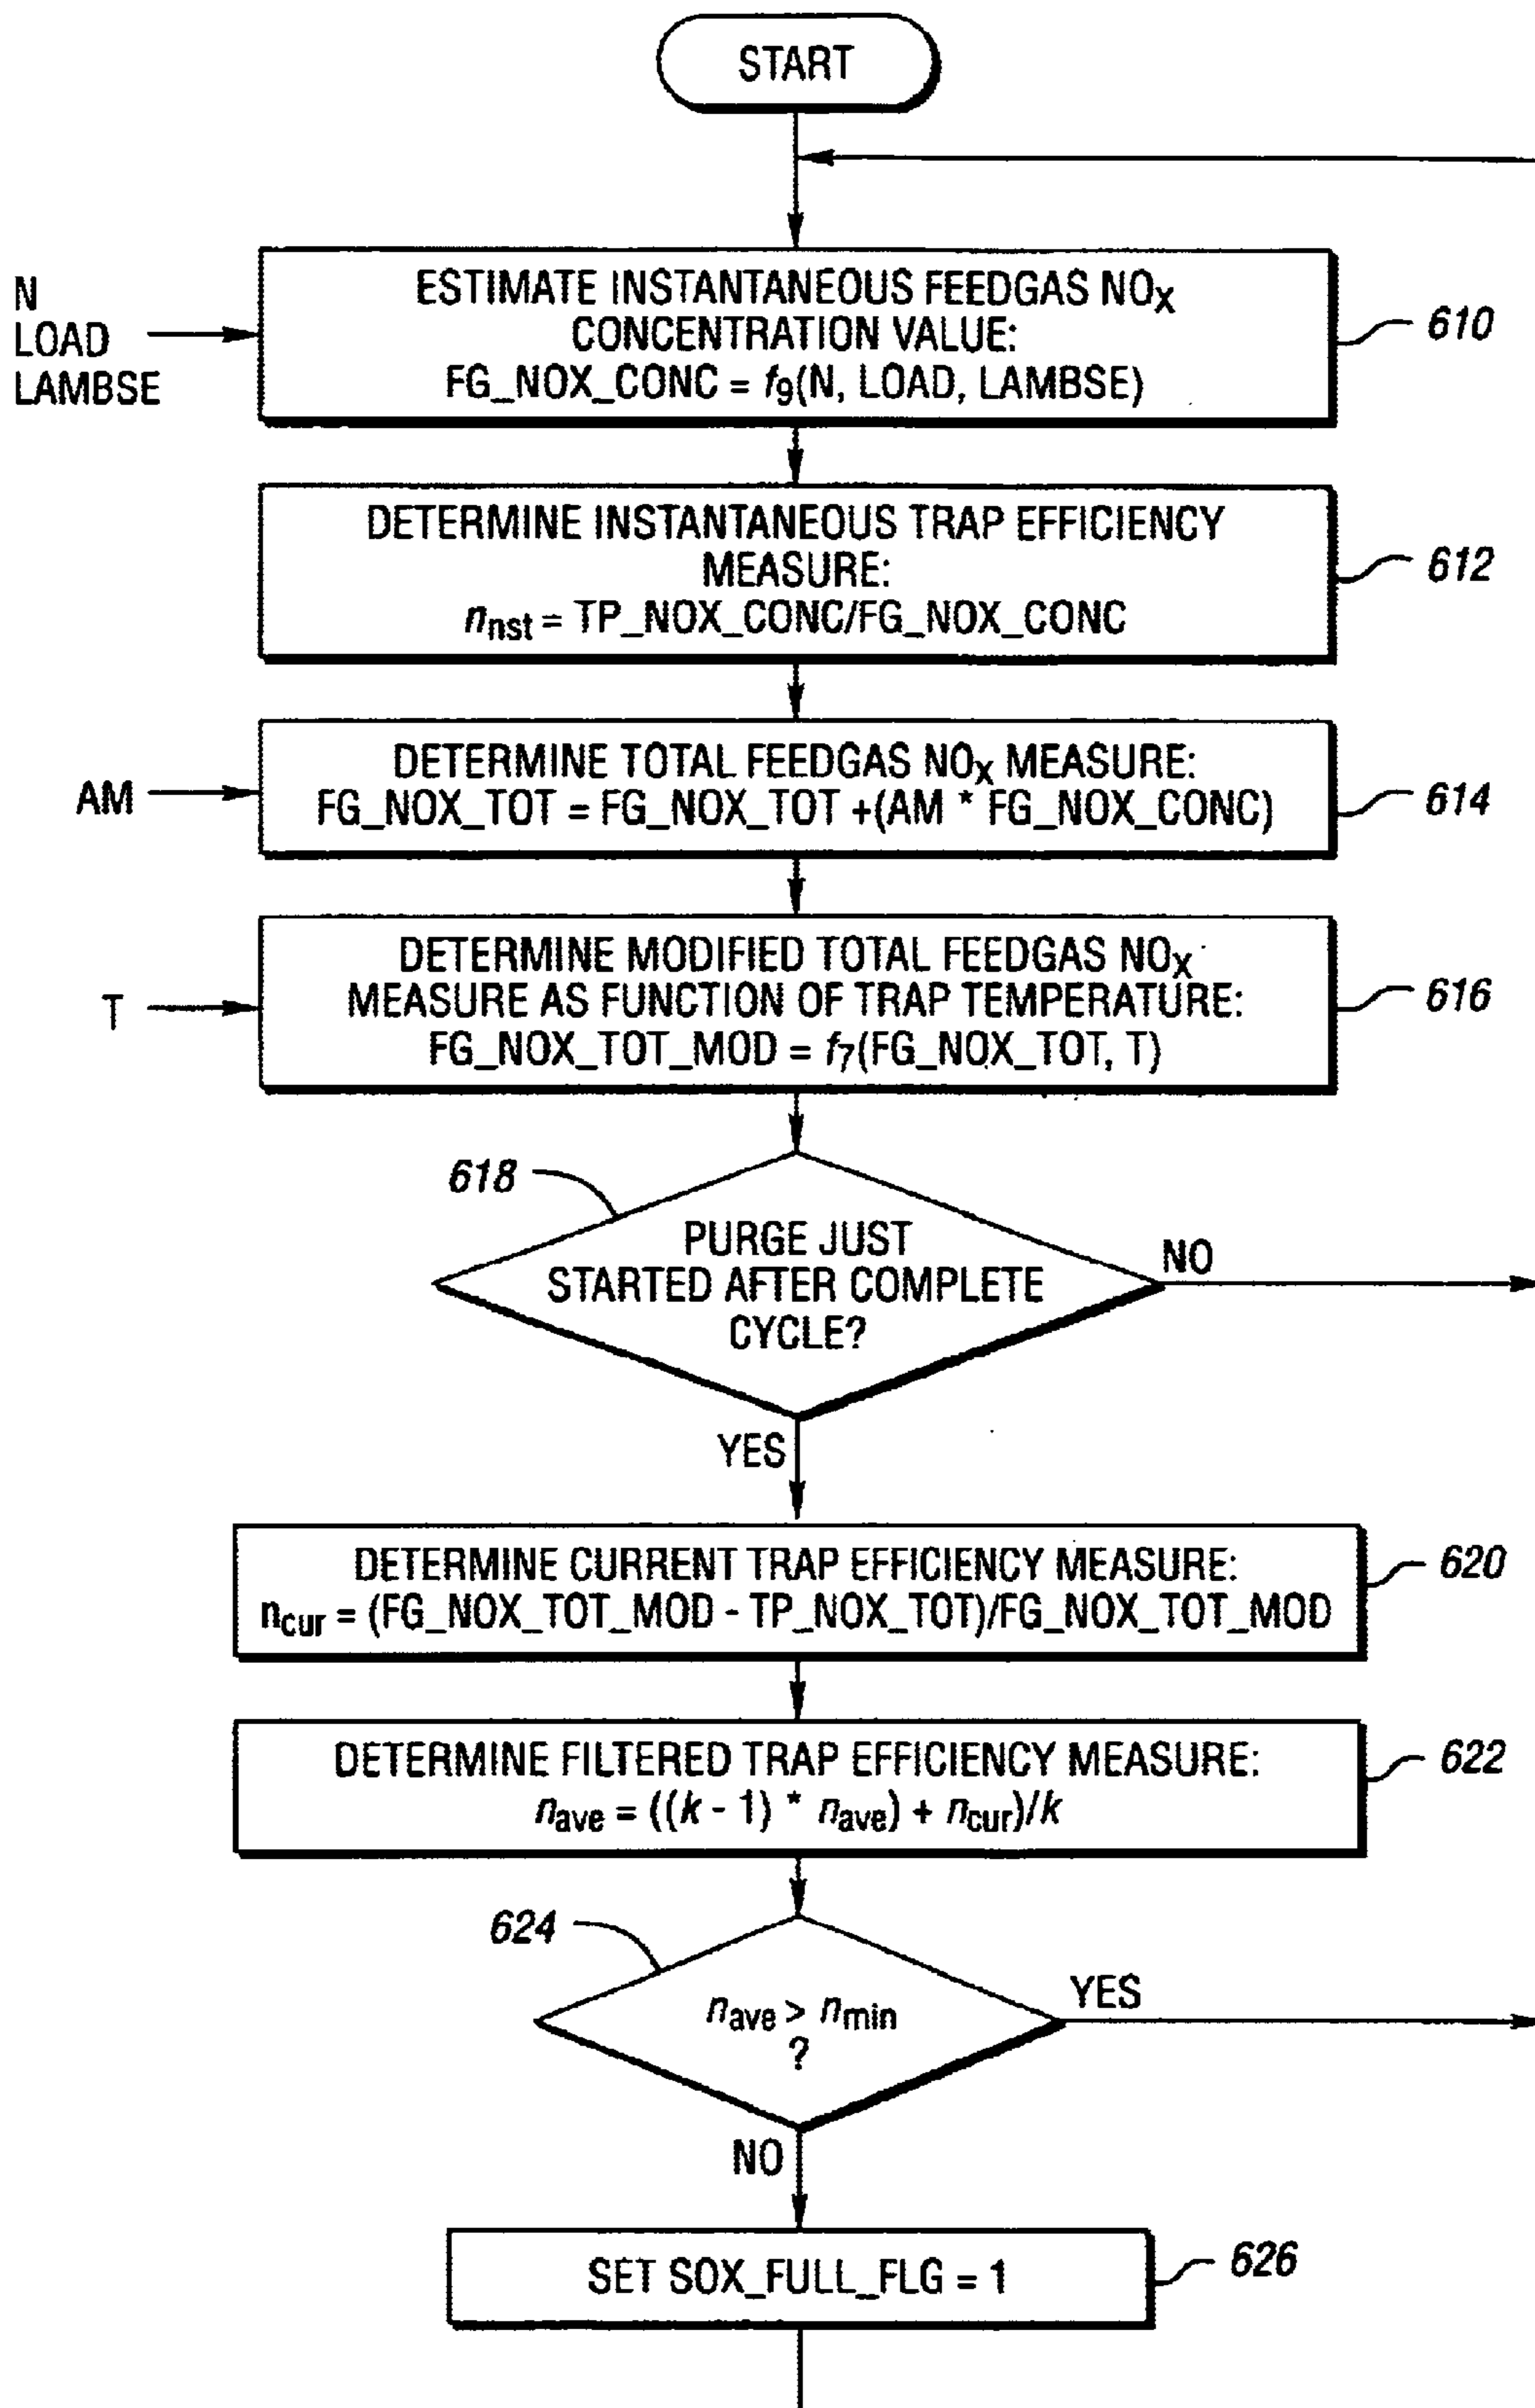 START
N
LOAD
LAMBSE
ESTIMATE INSTANTANEOUS FEEDGAS NOX
CONCENTRATION VALUE:
FG_NOX_CONC = f9(N, LOAD, LAMBSE)
610
DETERMINE INSTANTANEOUS TRAP EFFICIENCY
MEASURE:
nnst = TP_NOX_CONC/FG_NOX_CONC
612
AM
DETERMINE TOTAL FEEDGAS NOX MEASURE:
FG_NOX_TOT = FG_NOX_TOT +(AM * FG_NOX_CONC)
614
T
DETERMINE MODIFIED TOTAL FEEDGAS NOX
MEASURE AS FUNCTION OF TRAP TEMPERATURE:
FG_NOX_TOT_MOD = f7(FG_NOX_TOT, T)
616
618
PURGE JUST
STARTED AFTER COMPLETE
CYCLE?
NO
YES
DETERMINE CURRENT TRAP EFFICIENCY MEASURE:
ncur = (FG_NOX_TOT_MOD - TP_NOX_TOT)/FG_NOX_TOT_MOD
620
DETERMINE FILTERED TRAP EFFICIENCY MEASURE:
nave = ((k - 1) * nave) + ncur)/k
622
624
nave > nmin
?
YES
NO
SET SOX_FULL_FLG = 1
626